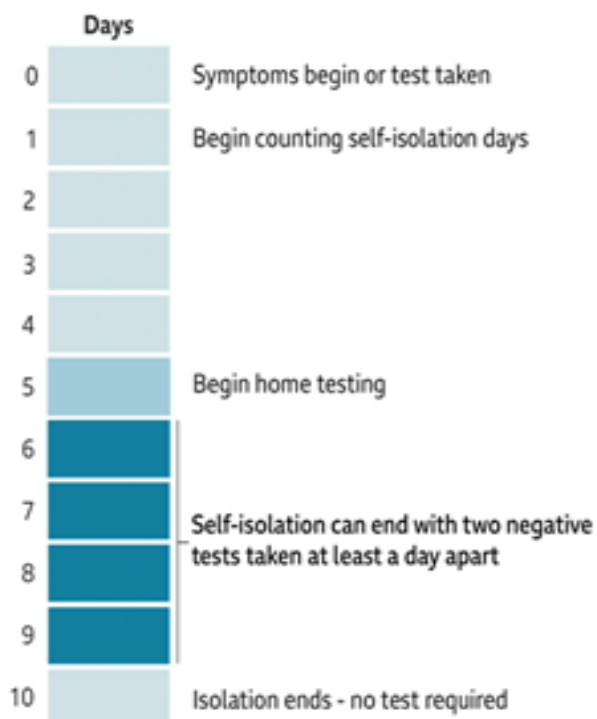 Days
0 Symptoms begin or test taken
1 Begin counting self-isolation days
2
3
4
5 Begin home testing
6
7
Self-isolation can end with two negative
tests taken at least a day apart
8
9
10 Isolation ends - no test required